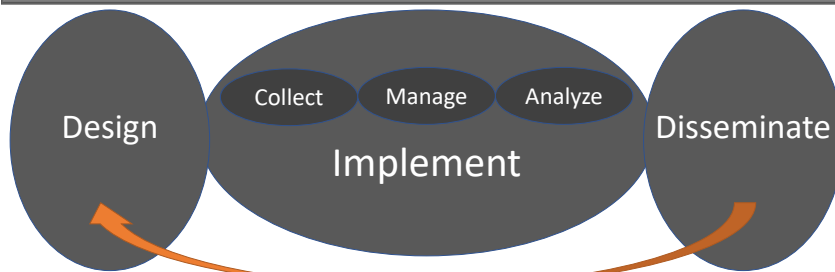 Collect
Manage
Analyze
Design
Disseminate
Implement